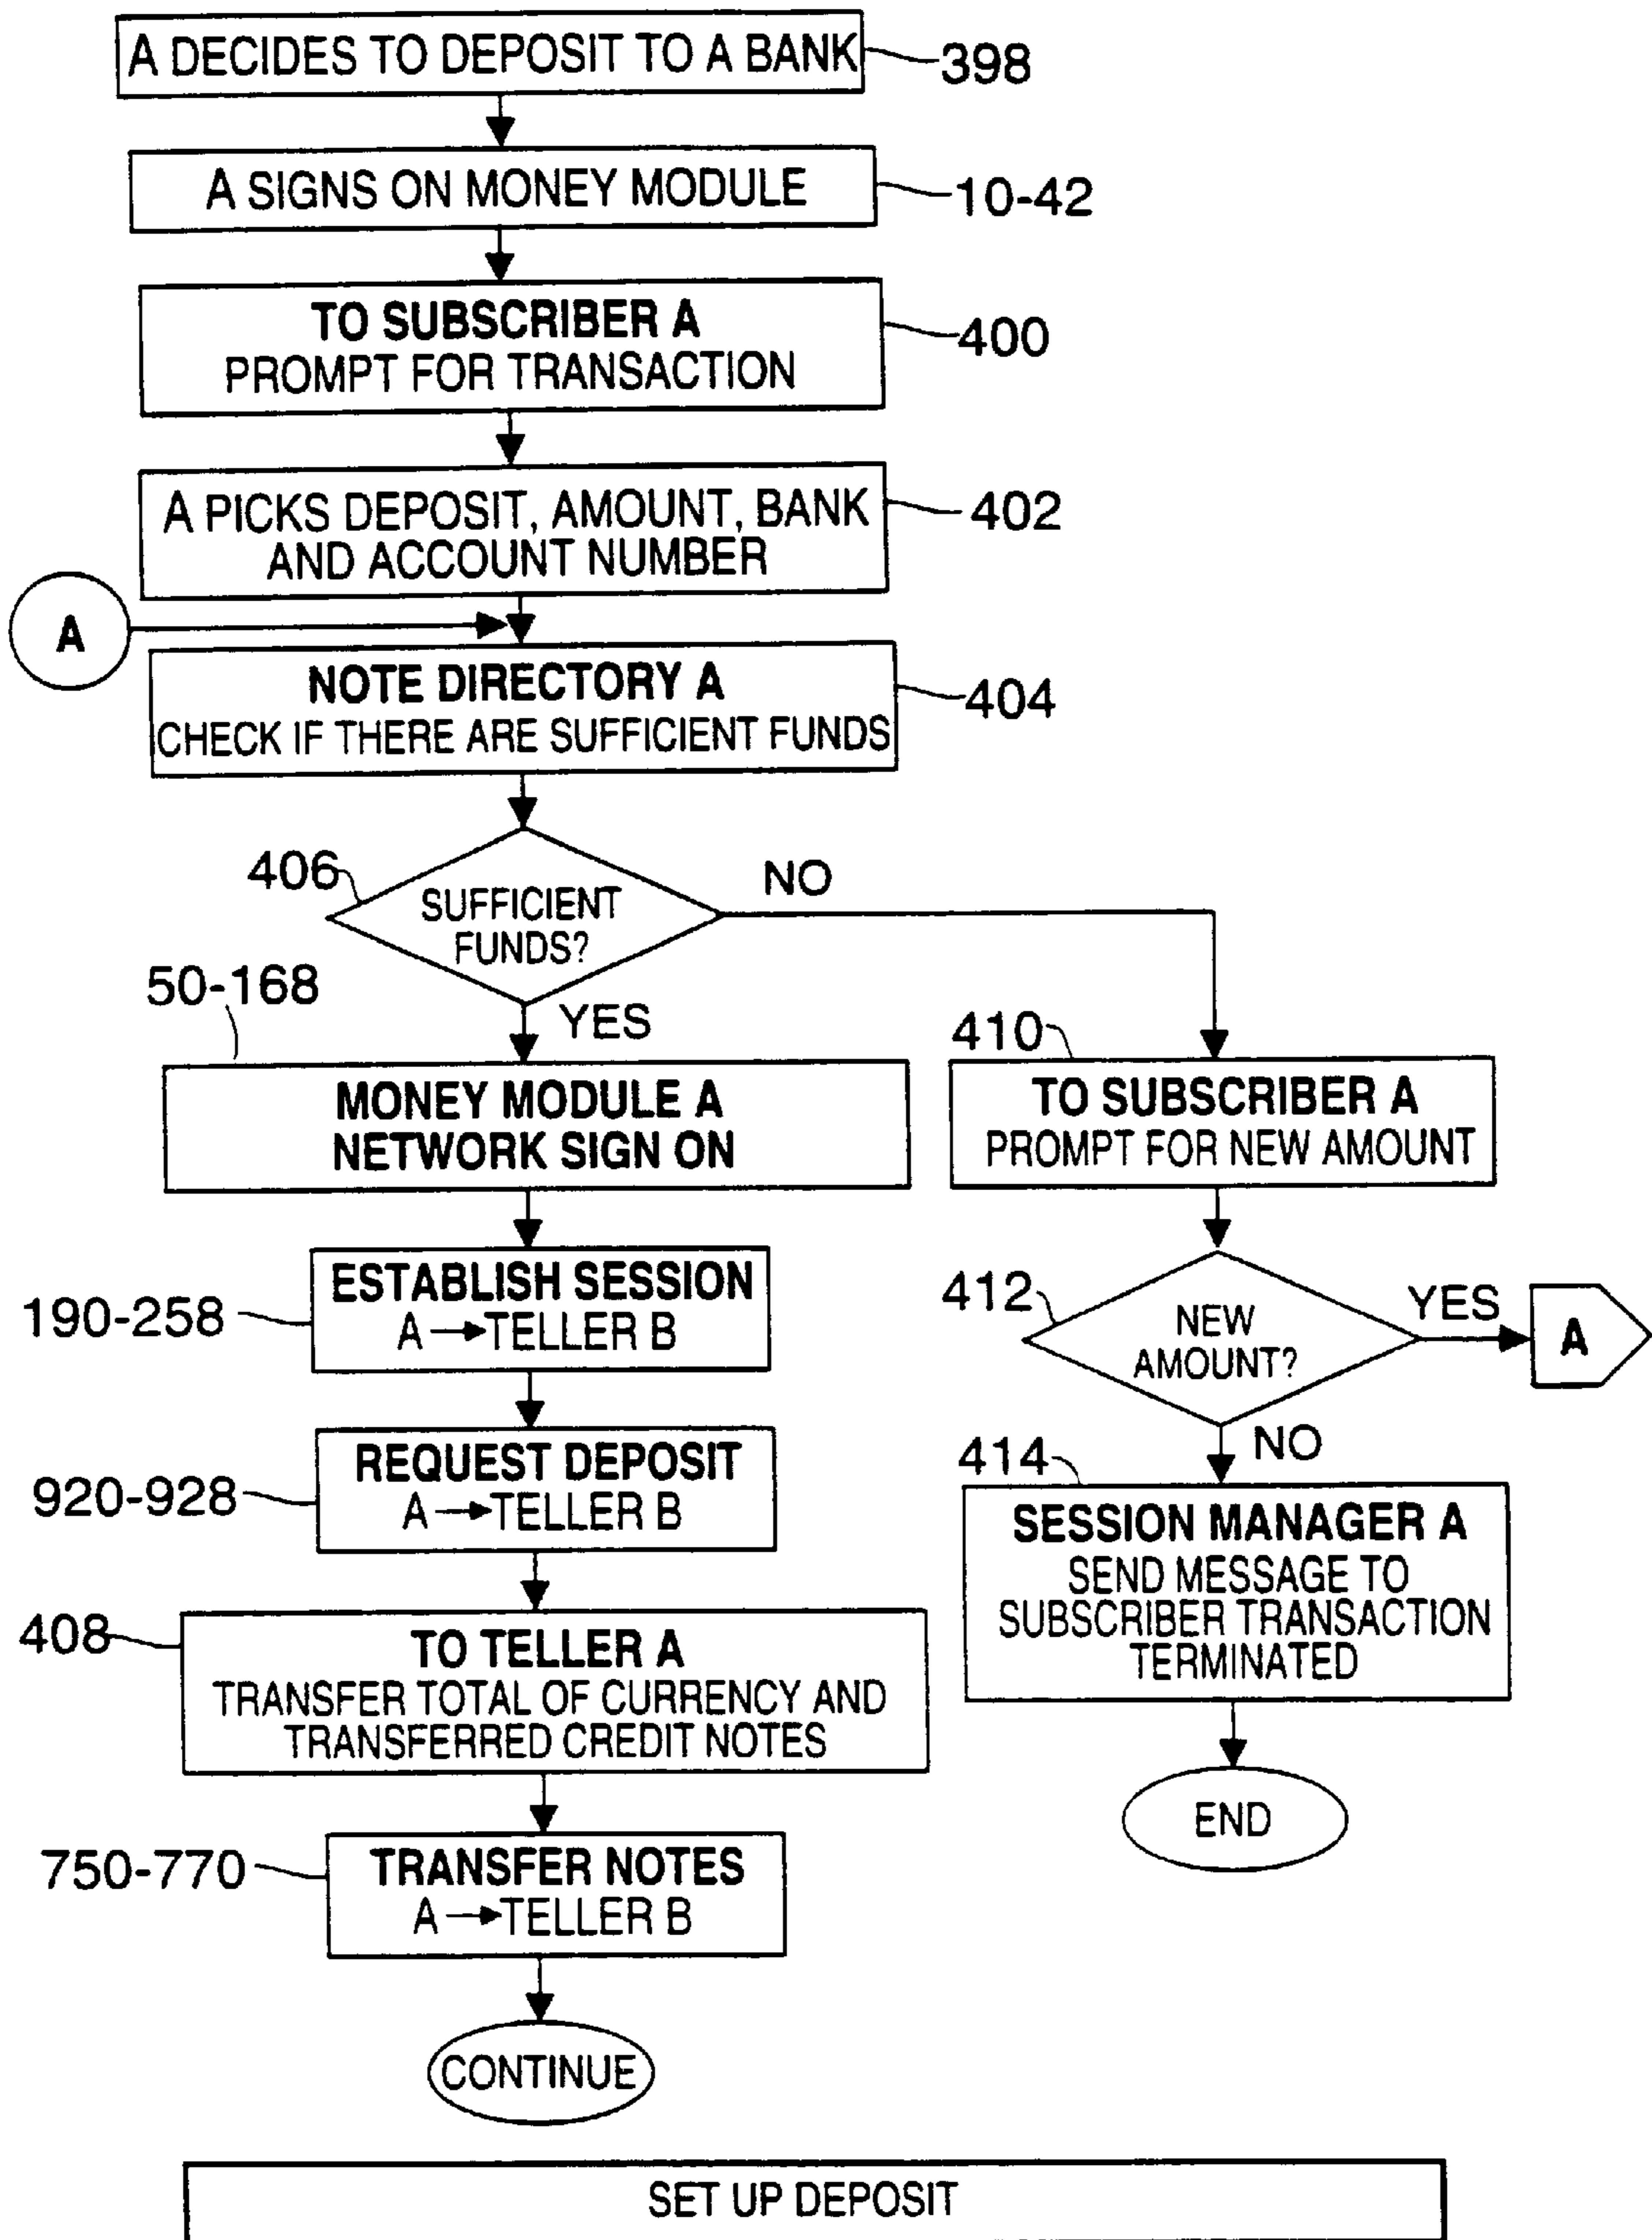 A DECIDES TO DEPOSIT TO A BANK
398
A SIGNS ON MONEY MODULE
10-42
TO SUBSCRIBER A
PROMPT FOR TRANSACTION
400
A PICKS DEPOSIT, AMOUNT, BANK
AND ACCOUNT NUMBER
402
A
NOTE DIRECTORY A
CHECK IF THERE ARE SUFFICIENT FUNDS
404
406
SUFFICIENT
FUNDS?
NO
YES
50-168
MONEY MODULE A
NETWORK SIGN ON
410
TO SUBSCRIBER A
PROMPT FOR NEW AMOUNT
190-258
ESTABLISH SESSION
A → TELLER B
412
NEW
AMOUNT?
YES
A
NO
920-928
REQUEST DEPOSIT
A → TELLER B
414
SESSION MANAGER A
SEND MESSAGE TO
SUBSCRIBER TRANSACTION
TERMINATED
408
TO TELLER A
TRANSFER TOTAL OF CURRENCY AND
TRANSFERRED CREDIT NOTES
END
750-770
TRANSFER NOTES
A → TELLER B
CONTINUE
SET UP DEPOSIT